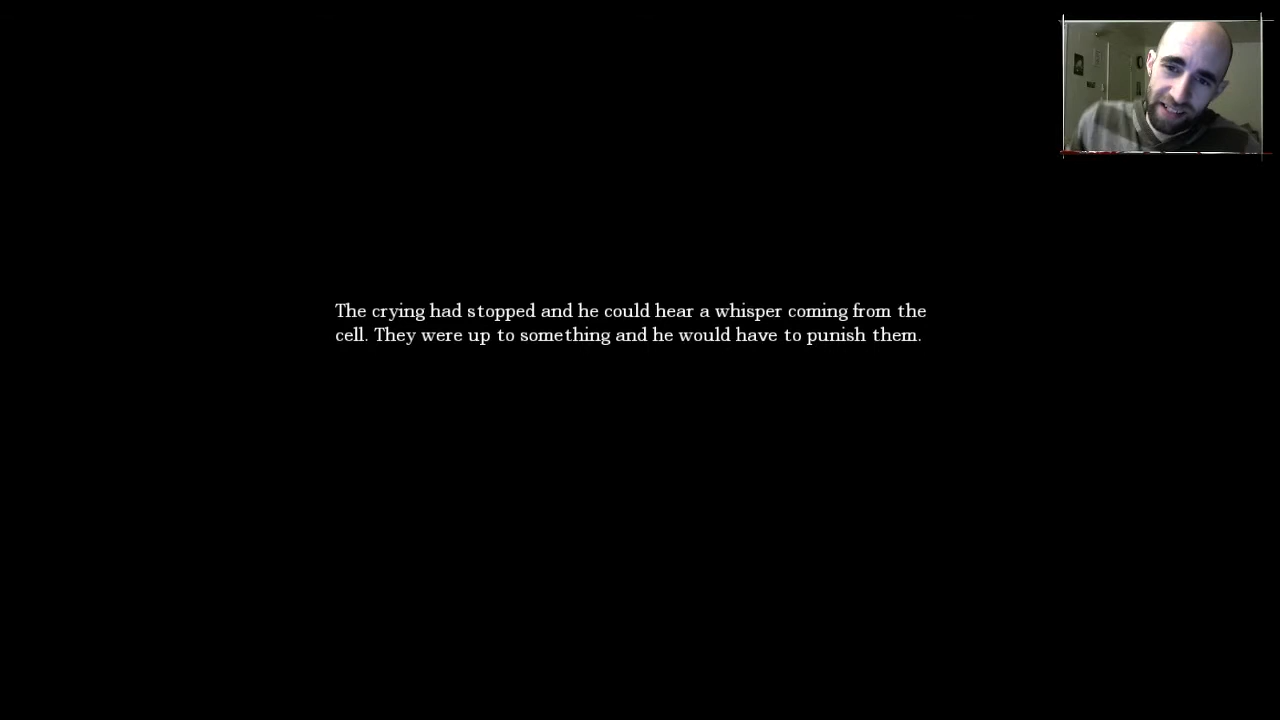 The crying had stopped and he could hear a whisper coming from the
cell. They were up to something and he would have to punish them.